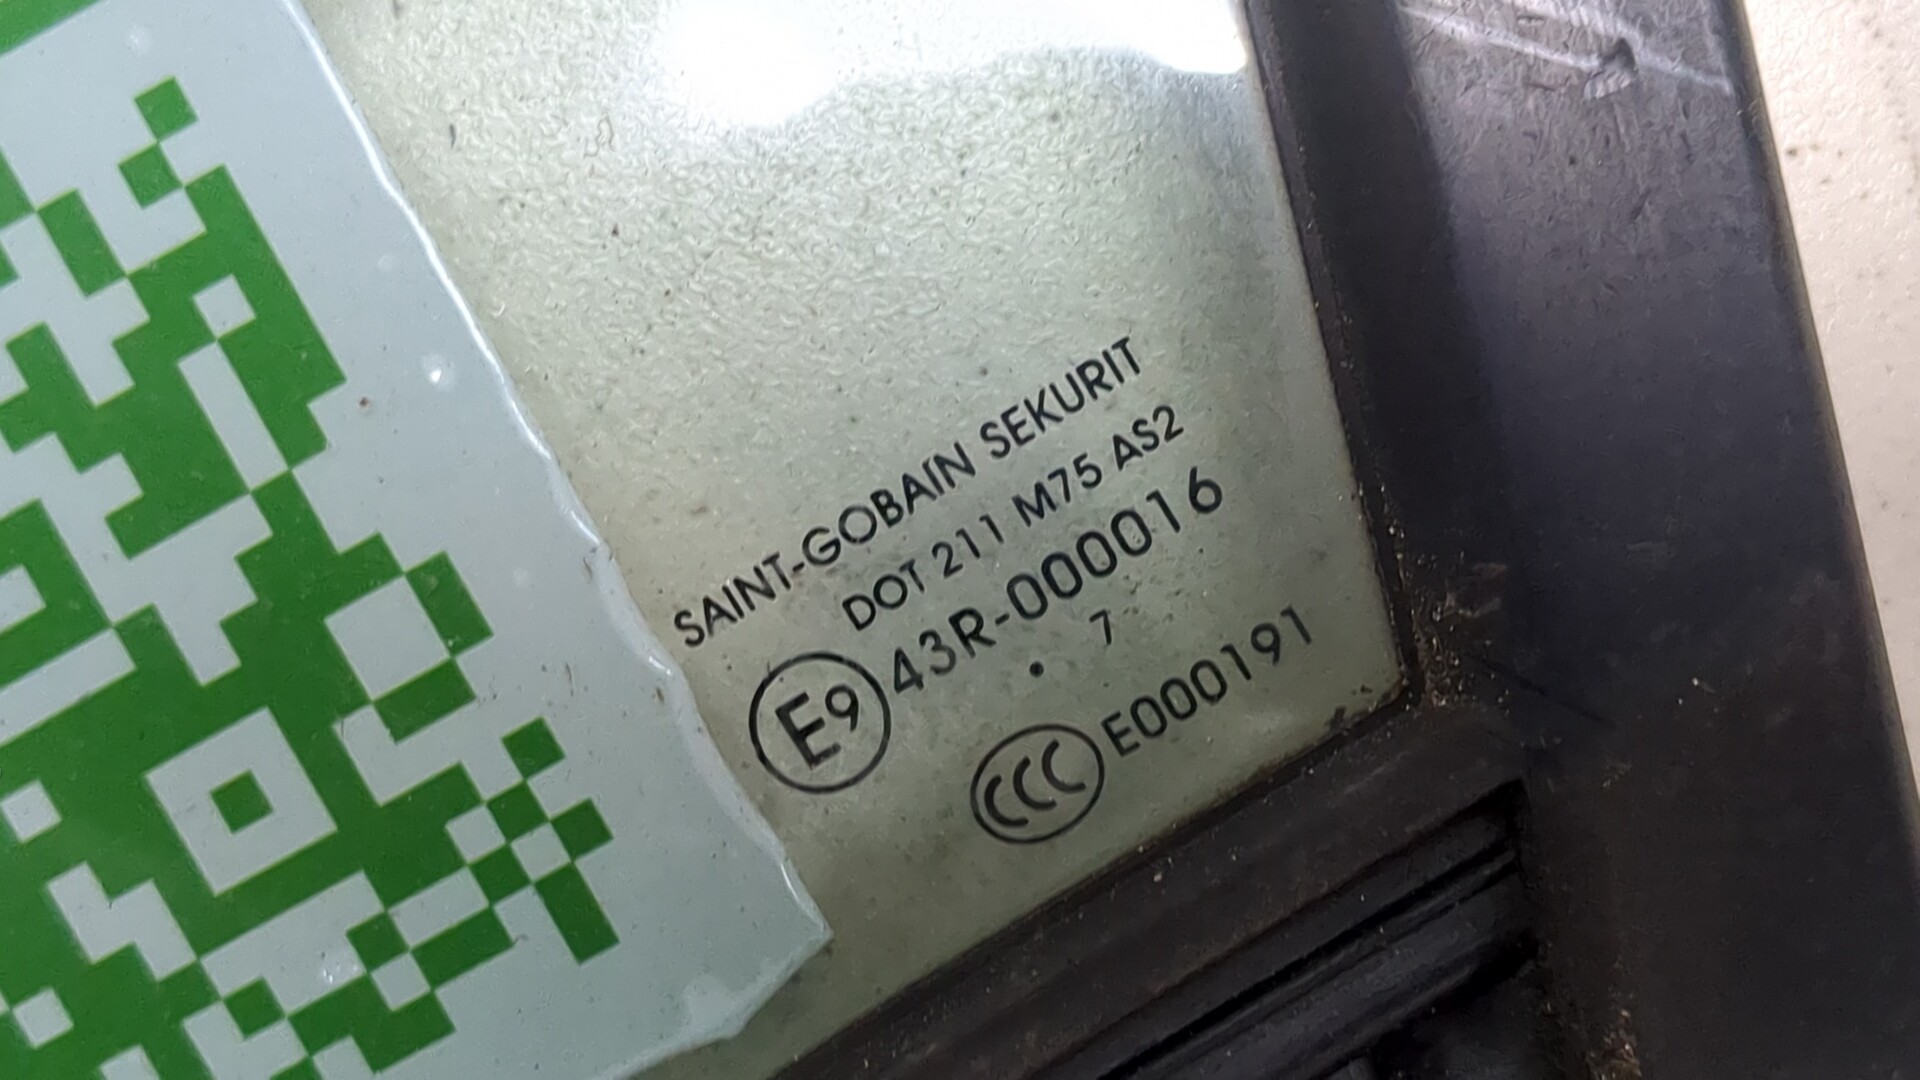 SAINT-GOBAIN SEKURIT
DOT 211 M75 AS2
E9 43R-000016
• 7
CCC E000191